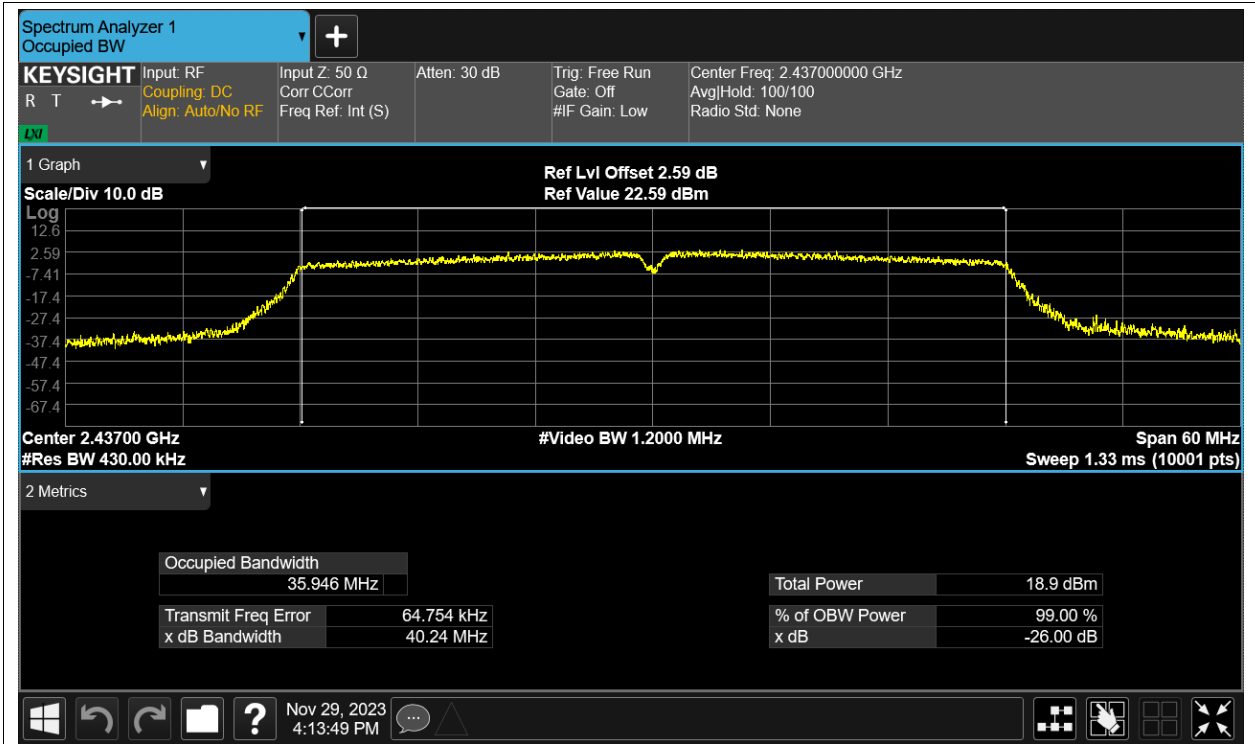 Spectrum Analyzer 1
Occupied BW
+
KEYSIGHT
R T
LXI
Input: RF
Coupling: DC
Align: Auto/No RF
Input Z: 50 Ω
Corr CCorr
Freq Ref: Int (S)
Atten: 30 dB
Trig: Free Run
Gate: Off
#IF Gain: Low
Center Freq: 2.437000000 GHz
Avg|Hold: 100/100
Radio Std: None
1 Graph
Scale/Div 10.0 dB
Ref Lvl Offset 2.59 dB
Ref Value 22.59 dBm
Log
12.6
2.59
-7.41
-17.4
-27.4
-37.4
-47.4
-57.4
-67.4
Center 2.43700 GHz
#Video BW 1.2000 MHz
Span 60 MHz
#Res BW 430.00 kHz
Sweep 1.33 ms (10001 pts)
2 Metrics
Occupied Bandwidth
35.946 MHz
Transmit Freq Error 64.754 kHz
x dB Bandwidth 40.24 MHz
Total Power 18.9 dBm
% of OBW Power 99.00 %
x dB -26.00 dB
?
Nov 29, 2023
4:13:49 PM